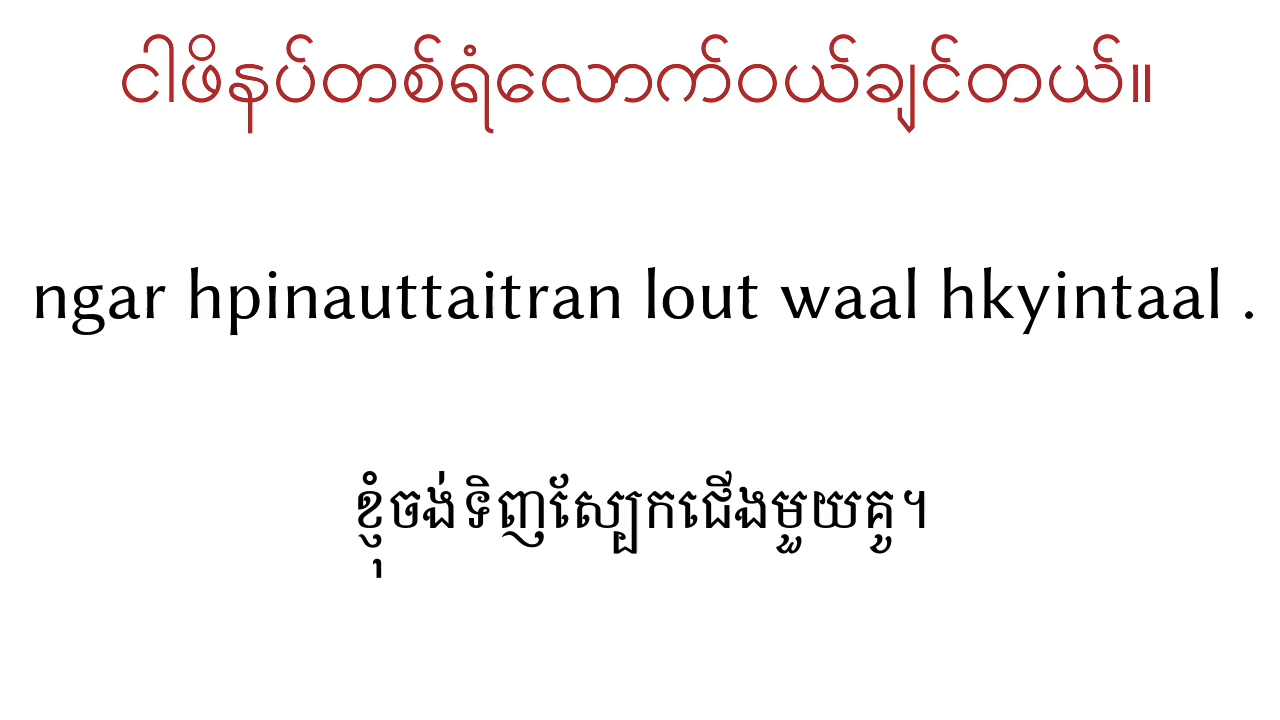 ငါဖိနပ်တစ်ရံလောက်ဝယ်ချင်တယ်။
ngar hpinauttaitran lout waal hkyintaal .
ខ្ញុំចង់ទិញស្បែកជើងមួយគូ។